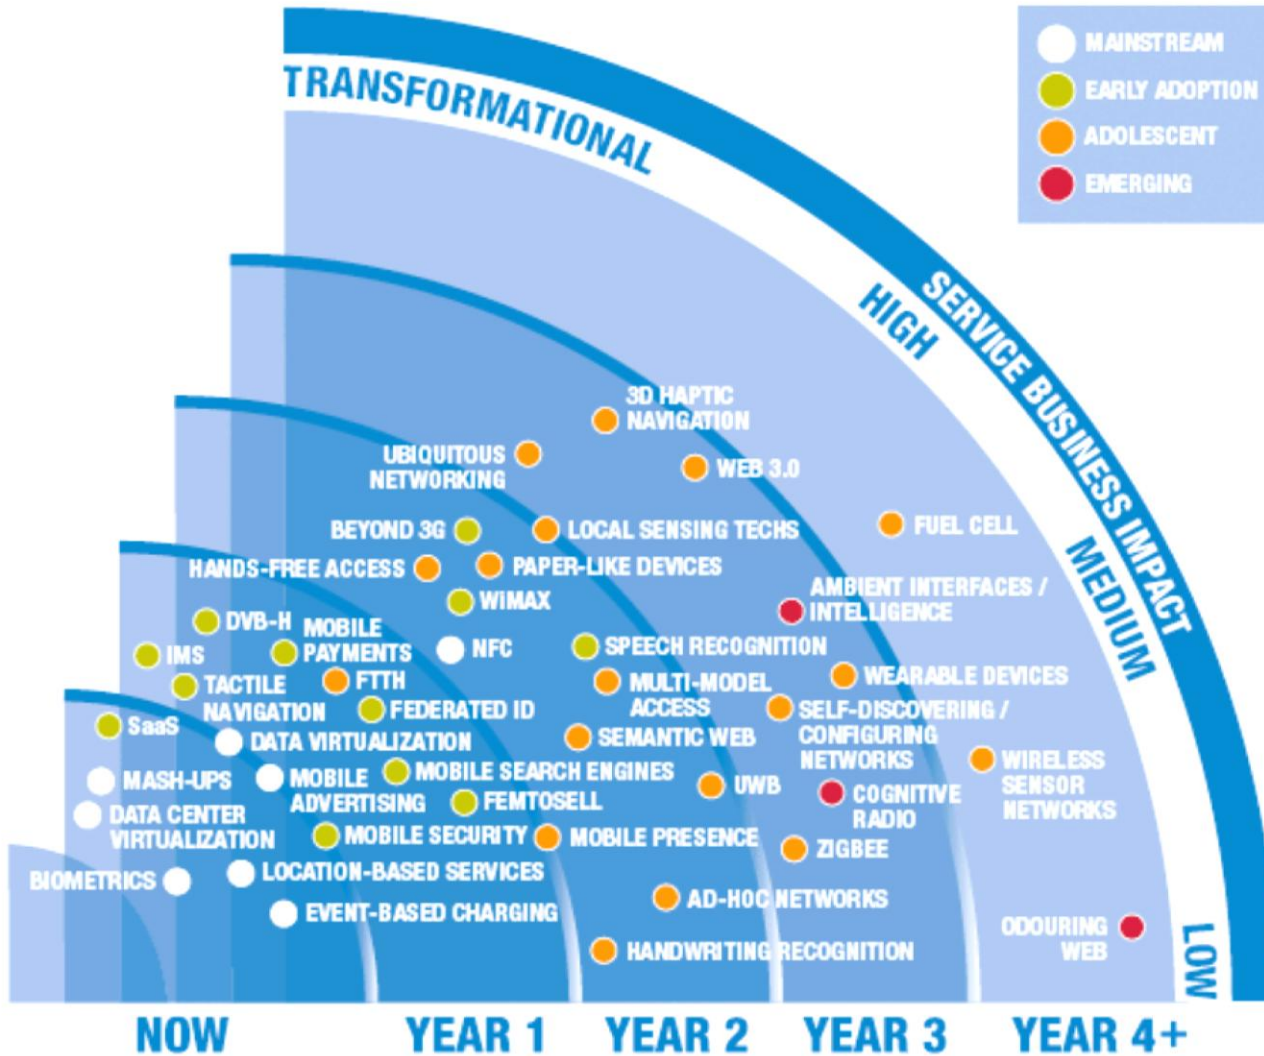 MAINSTREAM
EARLY ADOPTION
ADOLESCENT
EMERGING
TRANSFORMATIONAL
HIGH
MEDIUM
LOW
SERVICE BUSINESS IMPACT
3D HAPTIC
NAVIGATION
UBIQUITOUS
NETWORKING
WEB 3.0
BEYOND 3G
LOCAL SENSING TECHS
FUEL CELL
HANDS-FREE ACCESS
PAPER-LIKE DEVICES
AMBIENT INTERFACES /
INTELLIGENCE
WiMAX
DVB-H
MOBILE
PAYMENTS
NFC
SPEECH RECOGNITION
IMS
TACTILE
NAVIGATION
FTTH
MULTI-MODEL
ACCESS
WEARABLE DEVICES
FEDERATED ID
SELF-DISCOVERING /
CONFIGURING
NETWORKS
SaaS
DATA VIRTUALIZATION
SEMANTIC WEB
WIRELESS
SENSOR
NETWORKS
MASH-UPS
MOBILE
ADVERTISING
MOBILE SEARCH ENGINES
UWB
COGNITIVE
RADIO
DATA CENTER
VIRTUALIZATION
FEMTOSELL
MOBILE SECURITY
MOBILE PRESENCE
ZIGBEE
BIOMETRICS
LOCATION-BASED SERVICES
AD-HOC NETWORKS
EVENT-BASED CHARGING
ODOURING
WEB
HANDWRITING RECOGNITION
NOW
YEAR 1
YEAR 2
YEAR 3
YEAR 4+